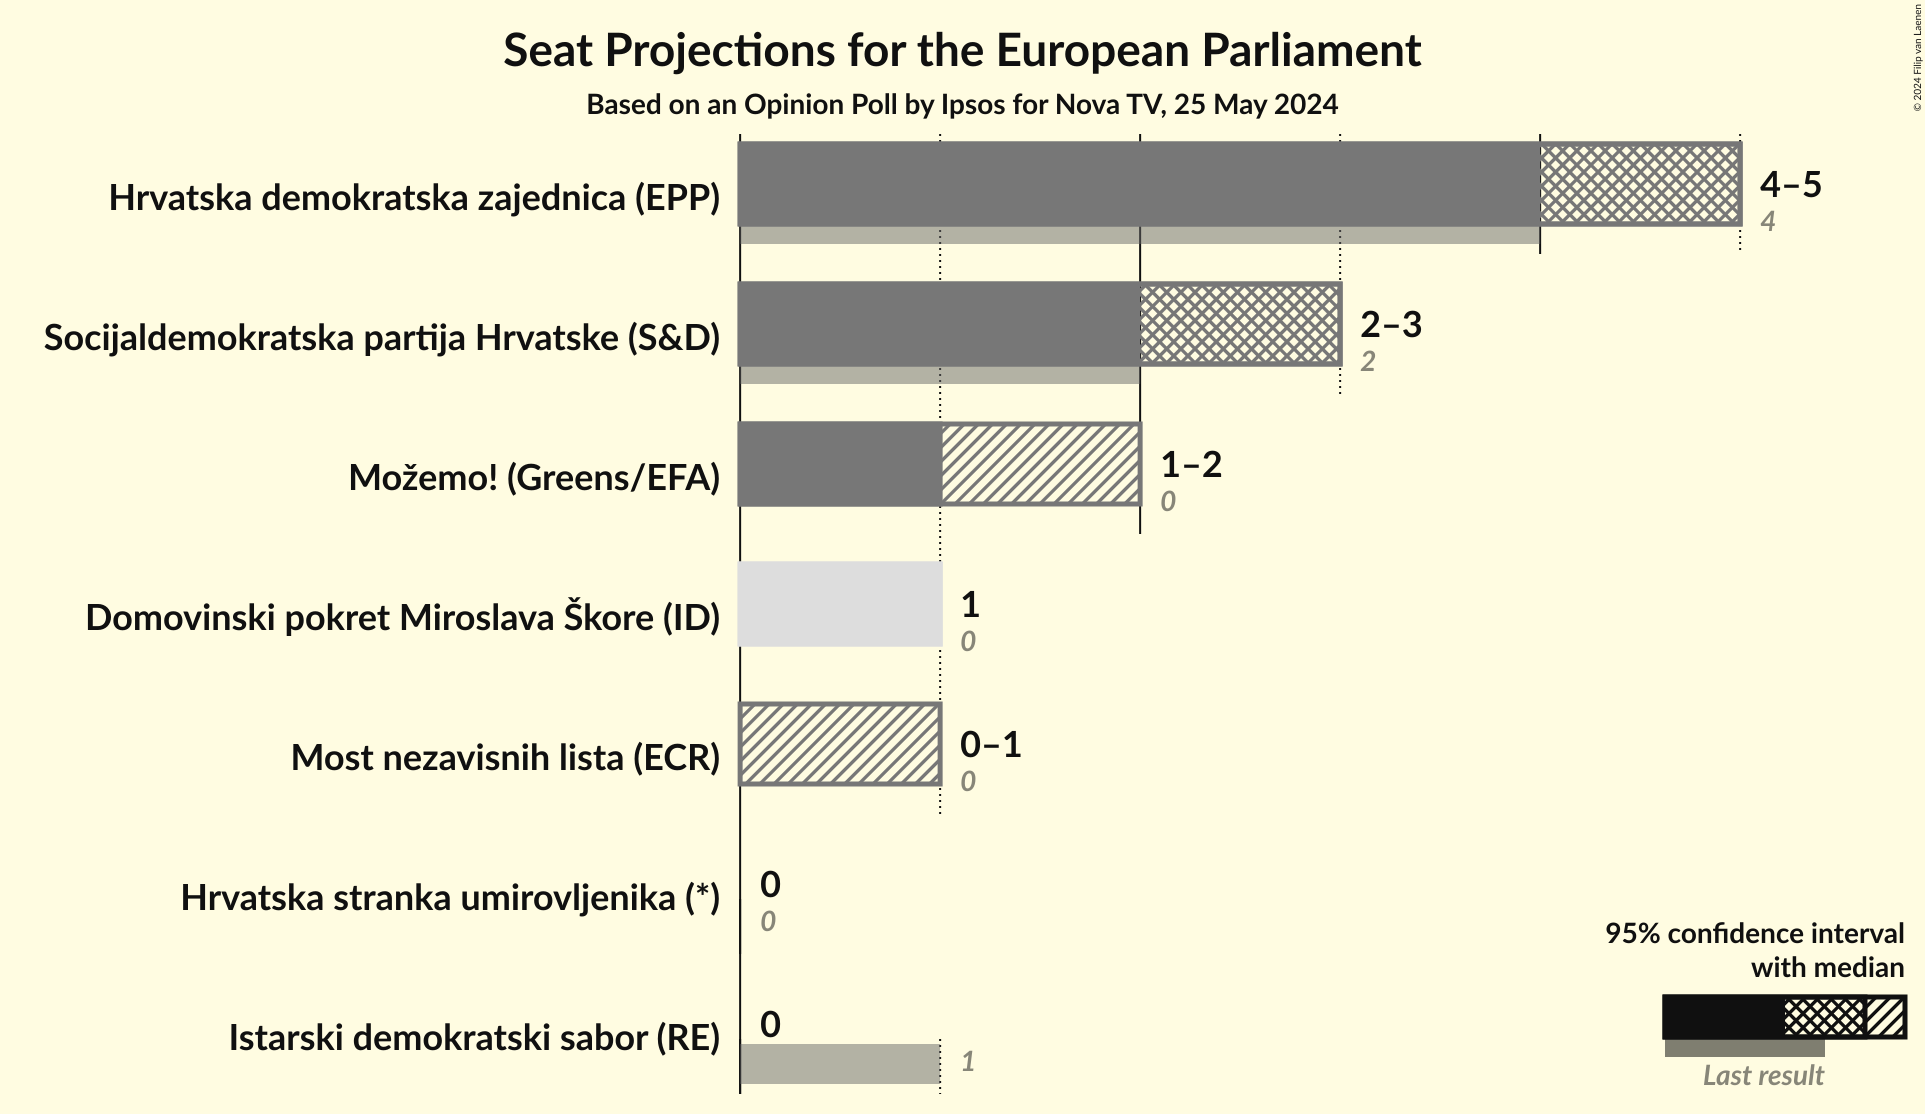 Seat Projections for the European Parliament
Based on an Opinion Poll by Ipsos for Nova TV, 25 May 2024
© 2024 Filip van Laenen
Hrvatska demokratska zajednica (EPP)
4–5
4
Socijaldemokratska partija Hrvatske (S&D)
2–3
2
Možemo! (Greens/EFA)
1–2
0
Domovinski pokret Miroslava Škore (ID)
1
0
Most nezavisnih lista (ECR)
0–1
0
Hrvatska stranka umirovljenika (*)
0
0
Istarski demokratski sabor (RE)
0
1
95% confidence interval
with median
Last result